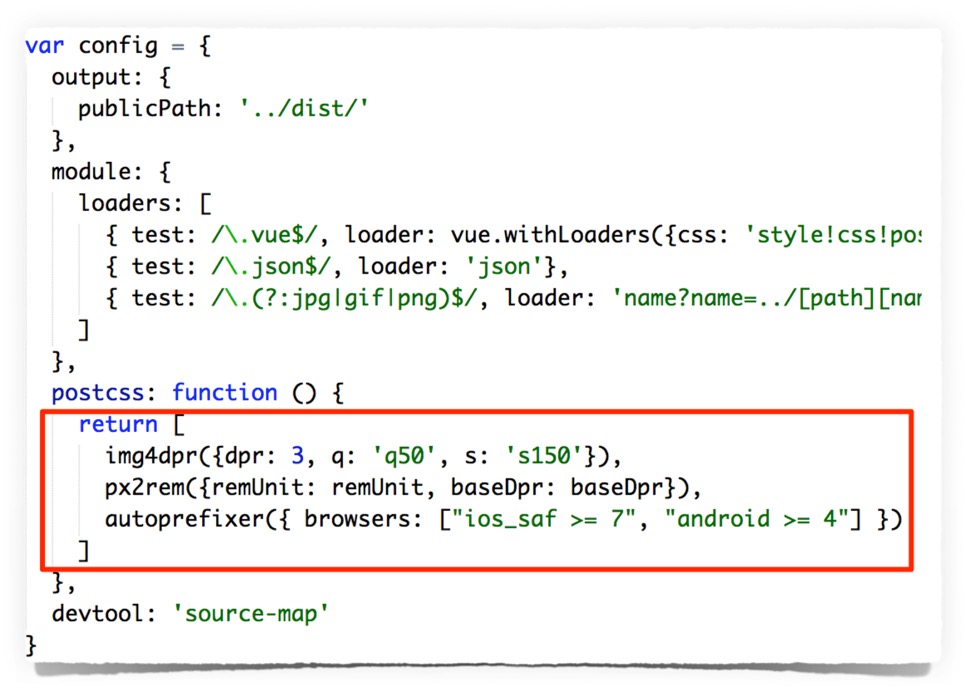 var config = {
output: {
publicPath: '../dist/'
},
module: {
loaders: [
{ test: /\.vue$/, loader: vue.withLoaders({css: 'style!css!pos
{ test: /\.json$/, loader: 'json'},
{ test: /\.(?:jpg|gif|png)$/, loader: 'name?name=../[path][nam
]
},
postcss: function () {
return [
img4dpr({dpr: 3, q: 'q50', s: 's150'}),
px2rem({remUnit: remUnit, baseDpr: baseDpr}),
autoprefixer({ browsers: ["ios_saf >= 7", "android >= 4"] })
]
},
devtool: 'source-map'
}